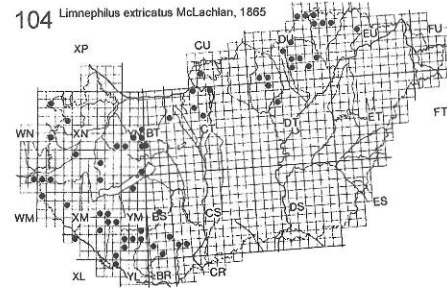 104 Limnephilus extricatus McLachlan, 1865
XP CU DU EU FU
WN XN YN BT CT DT ET FT
WM XM YM BS CS DS ES
XL YL BR CR